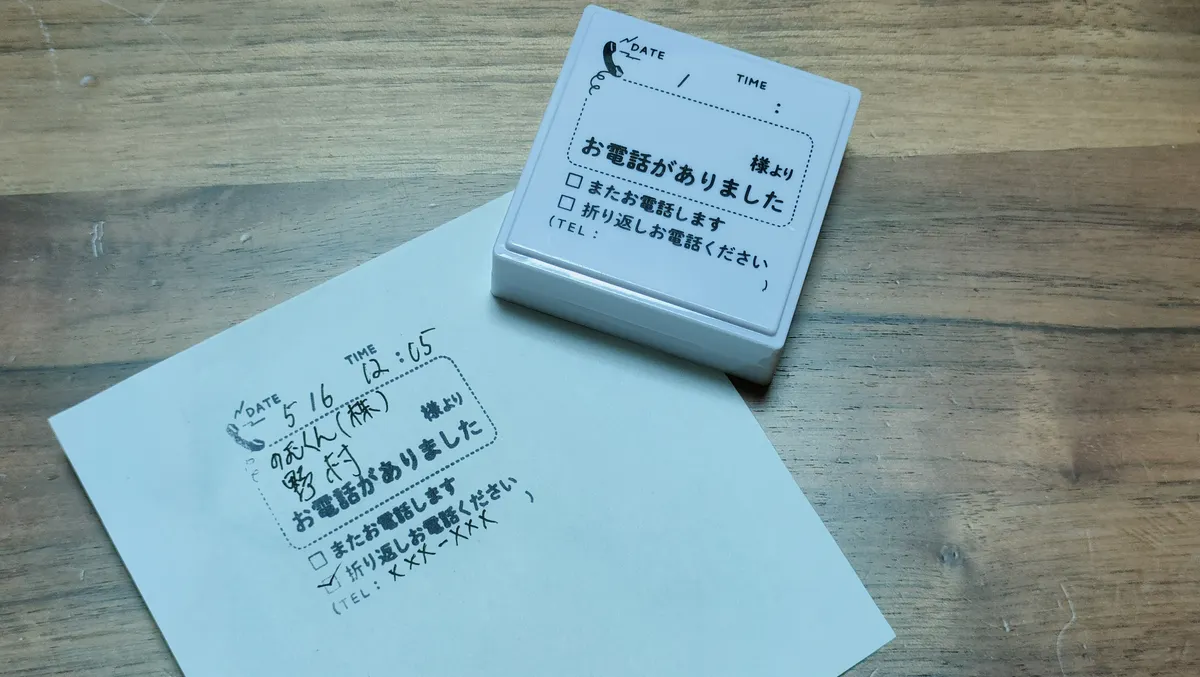 DATE TIME
/ :
様より
お電話がありました
□ またお電話します
□ 折り返しお電話ください
(TEL: )
DATE TIME
5 16 12:05
のむくん(株)
野村 様より
お電話がありました
□ またお電話します
☑ 折り返しお電話ください
(TEL: xxx-xxx )